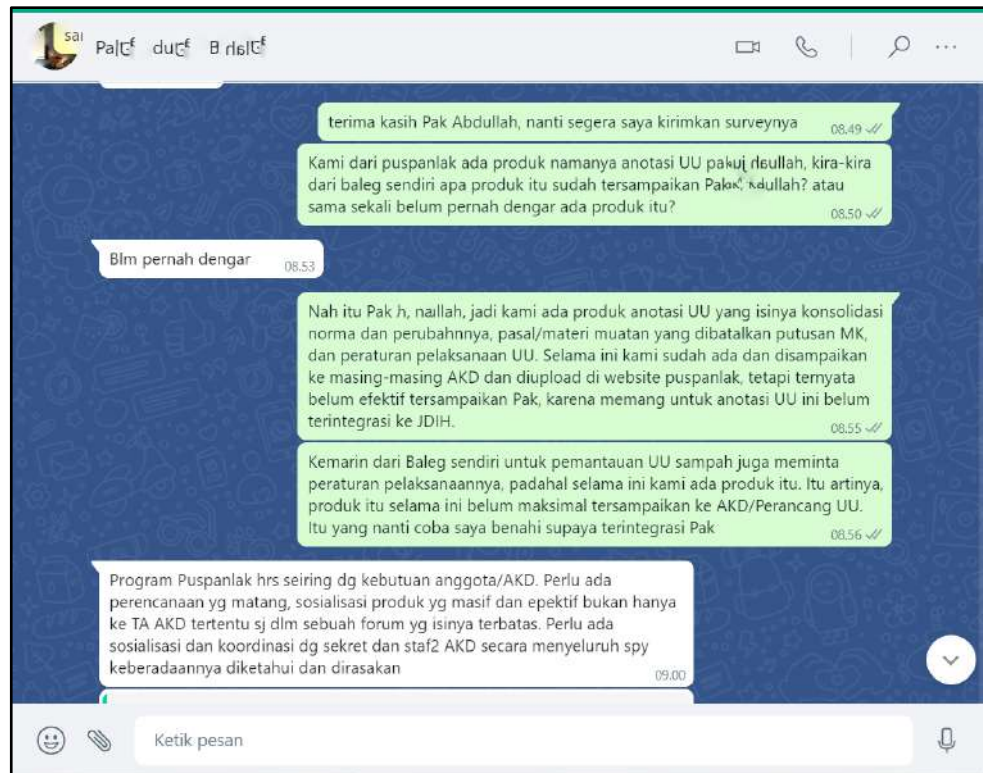 terima kasih Pak Abdullah, nanti segera saya kirimkan surveynya 08.49
Kami dari puspanlak ada produk namanya anotasi UU kira-kira
dari baleg sendiri apa produk itu sudah tersampaikan atau
sama sekali belum pernah dengar ada produk itu? 08.50
Blm pernah dengar 08.53
Nah itu Pak jadi kami ada produk anotasi UU yang isinya konsolidasi
norma dan perubahnnya, pasal/materi muatan yang dibatalkan putusan MK,
dan peraturan pelaksanaan UU. Selama ini kami sudah ada dan disampaikan
ke masing-masing AKD dan diupload di website puspanlak, tetapi ternyata
belum efektif tersampaikan Pak, karena memang untuk anotasi UU ini belum
terintegrasi ke JDIH. 08.55
Kemarin dari Baleg sendiri untuk pemantauan UU sampah juga meminta
peraturan pelaksanaannya, padahal selama ini kami ada produk itu. Itu artinya,
produk itu selama ini belum maksimal tersampaikan ke AKD/Perancang UU.
Itu yang nanti coba saya benahi supaya terintegrasi Pak 08.56
Program Puspanlak hrs seiring dg kebutuan anggota/AKD. Perlu ada
perencanaan yg matang, sosialisasi produk yg masif dan epektif bukan hanya
ke TA AKD tertentu sj dlm sebuah forum yg isinya terbatas. Perlu ada
sosialisasi dan koordinasi dg sekret dan staf2 AKD secara menyeluruh spy
keberadaannya diketahui dan dirasakan 09.00
Ketik pesan